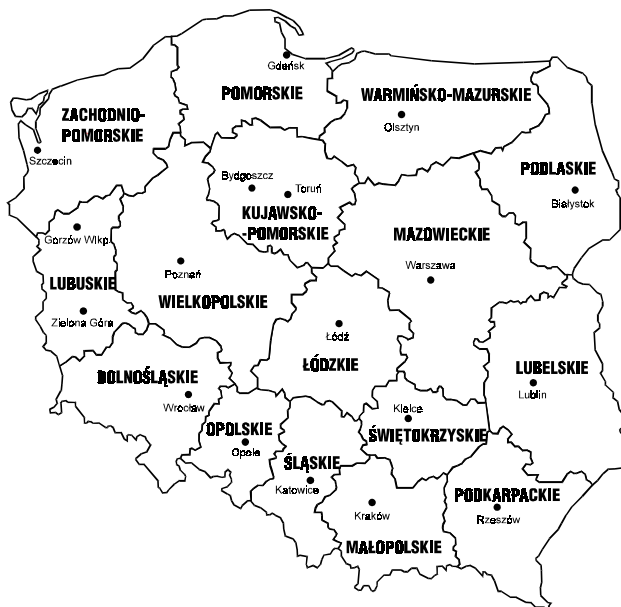 Gdańsk
POMORSKIE
WARMIŃSKO-MAZURSKIE
Olsztyn
ZACHODNIO-
POMORSKIE
Szczecin
PODLASKIE
Białystok
Bydgoszcz
Toruń
KUJAWSKO-
-POMORSKIE
Gorzów Wlkp.
MAZOWIECKIE
Warszawa
Poznań
WIELKOPOLSKIE
LUBUSKIE
Zielona Góra
Łódź
ŁÓDZKIE
LUBELSKIE
Lublin
DOLNOŚLĄSKIE
Wrocław
Kielce
ŚWIĘTOKRZYSKIE
OPOLSKIE
Opole
ŚLĄSKIE
Katowice
Kraków
MAŁOPOLSKIE
PODKARPACKIE
Rzeszów